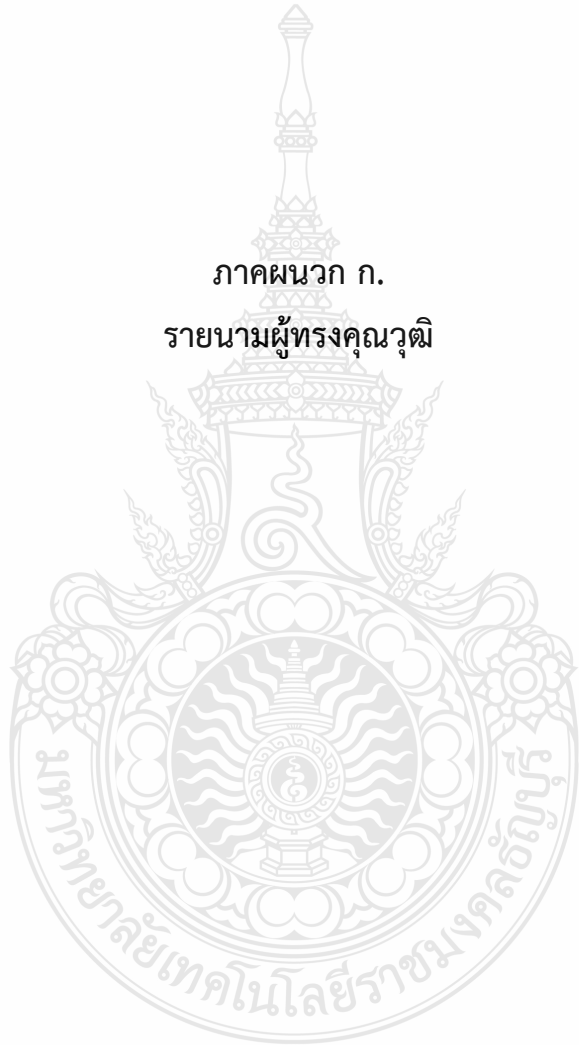 ภาคผนวก ก.
รายนามผู้ทรงคุณวุฒิ
มหาวิทยาลัยเทคโนโลยีราชมงคลธัญบุรี